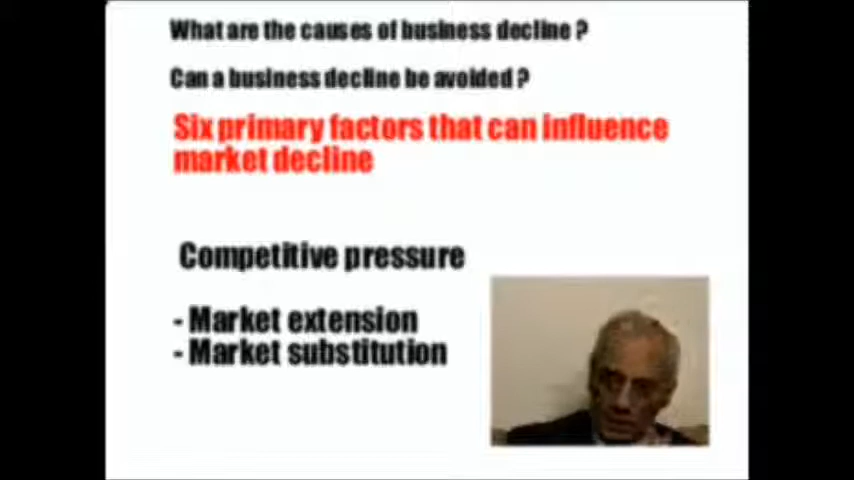 What are the causes of business decline ?
Can a business decline be avoided ?
Six primary factors that can influence
market decline
Competitive pressure
- Market extension
- Market substitution